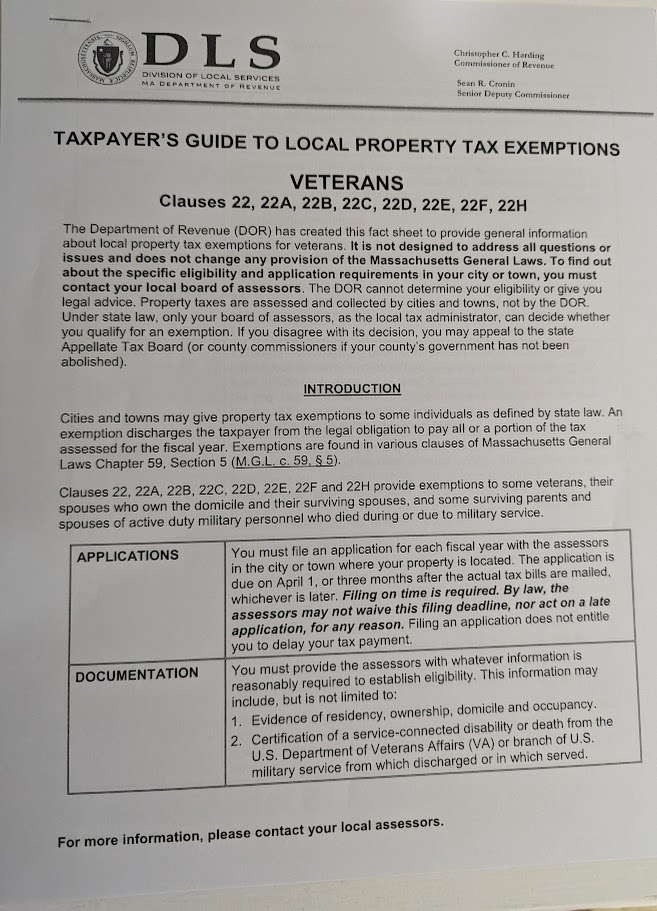 DLS
DIVISION OF LOCAL SERVICES
MA DEPARTMENT OF REVENUE
Christopher C. Harding
Commissioner of Revenue
Sean R. Cronin
Senior Deputy Commissioner
TAXPAYER'S GUIDE TO LOCAL PROPERTY TAX EXEMPTIONS
VETERANS
Clauses 22, 22A, 22B, 22C, 22D, 22E, 22F, 22H
The Department of Revenue (DOR) has created this fact sheet to provide general information
about local property tax exemptions for veterans. It is not designed to address all questions or
issues and does not change any provision of the Massachusetts General Laws. To find out
about the specific eligibility and application requirements in your city or town, you must
contact your local board of assessors. The DOR cannot determine your eligibility or give you
legal advice. Property taxes are assessed and collected by cities and towns, not by the DOR.
Under state law, only your board of assessors, as the local tax administrator, can decide whether
you qualify for an exemption. If you disagree with its decision, you may appeal to the state
Appellate Tax Board (or county commissioners if your county's government has not been
abolished).
INTRODUCTION
Cities and towns may give property tax exemptions to some individuals as defined by state law. An
exemption discharges the taxpayer from the legal obligation to pay all or a portion of the tax
assessed for the fiscal year. Exemptions are found in various clauses of Massachusetts General
Laws Chapter 59, Section 5 (M.G.L. c. 59, § 5).
Clauses 22, 22A, 22B, 22C, 22D, 22E, 22F and 22H provide exemptions to some veterans, their
spouses who own the domicile and their surviving spouses, and some surviving parents and
spouses of active duty military personnel who died during or due to military service.
APPLICATIONS
You must file an application for each fiscal year with the assessors
in the city or town where your property is located. The application is
due on April 1, or three months after the actual tax bills are mailed,
whichever is later. Filing on time is required. By law, the
assessors may not waive this filing deadline, nor act on a late
application, for any reason. Filing an application does not entitle
you to delay your tax payment.
DOCUMENTATION
You must provide the assessors with whatever information is
reasonably required to establish eligibility. This information may
include, but is not limited to:
1. Evidence of residency, ownership, domicile and occupancy.
2. Certification of a service-connected disability or death from the
U.S. Department of Veterans Affairs (VA) or branch of U.S.
military service from which discharged or in which served.
For more information, please contact your local assessors.